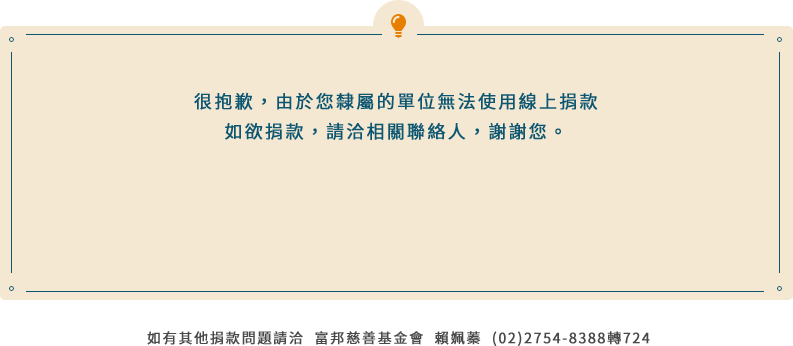 很抱歉，由於您隸屬的單位無法使用線上捐款
如欲捐款，請洽相關聯絡人，謝謝您。
如有其他捐款問題請洽 富邦慈善基金會 賴姵蓁 (02)2754-8388轉724